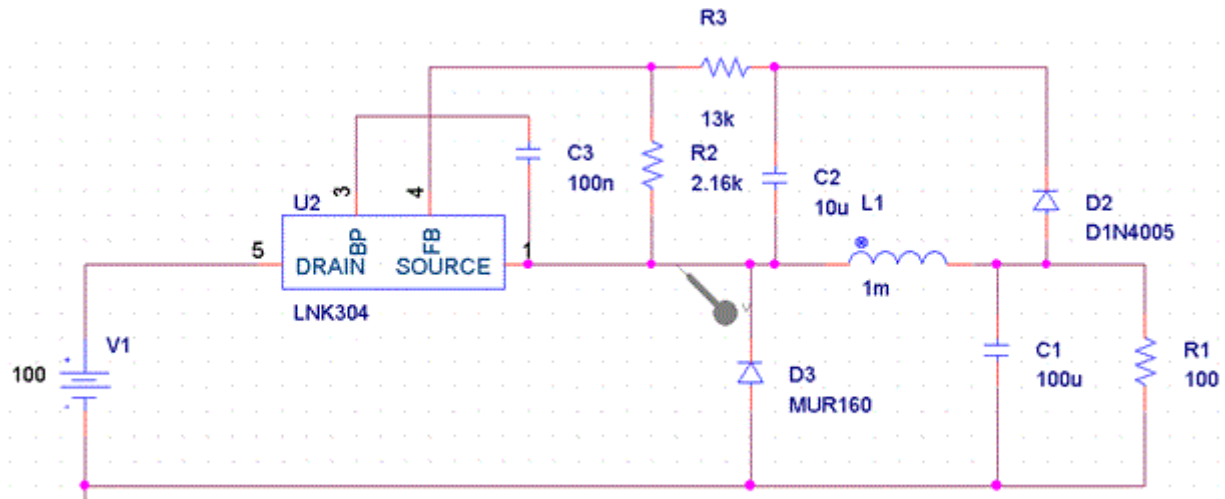 R3
13k
C3
100n
R2
2.16k
C2
10u
L1
1m
D2
D1N4005
3
4
U2
BP
FB
5
DRAIN
SOURCE
1
LNK304
V
V1
100
+
-
D3
MUR160
C1
100u
R1
100